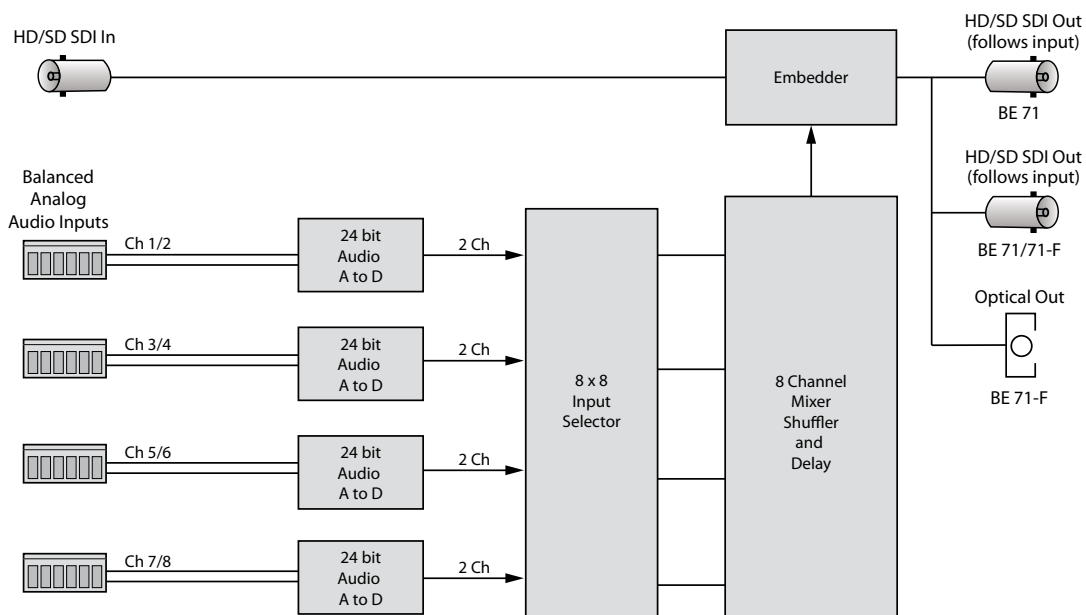 HD/SD SDI In
Embedder
HD/SD SDI Out
(follows input)
BE 71
HD/SD SDI Out
(follows input)
BE 71/71-F
Optical Out
BE 71-F
Balanced
Analog
Audio Inputs
Ch 1/2
24 bit
Audio
A to D
2 Ch
Ch 3/4
24 bit
Audio
A to D
2 Ch
Ch 5/6
24 bit
Audio
A to D
2 Ch
Ch 7/8
24 bit
Audio
A to D
2 Ch
8 x 8
Input
Selector
8 Channel
Mixer
Shuffler
and
Delay